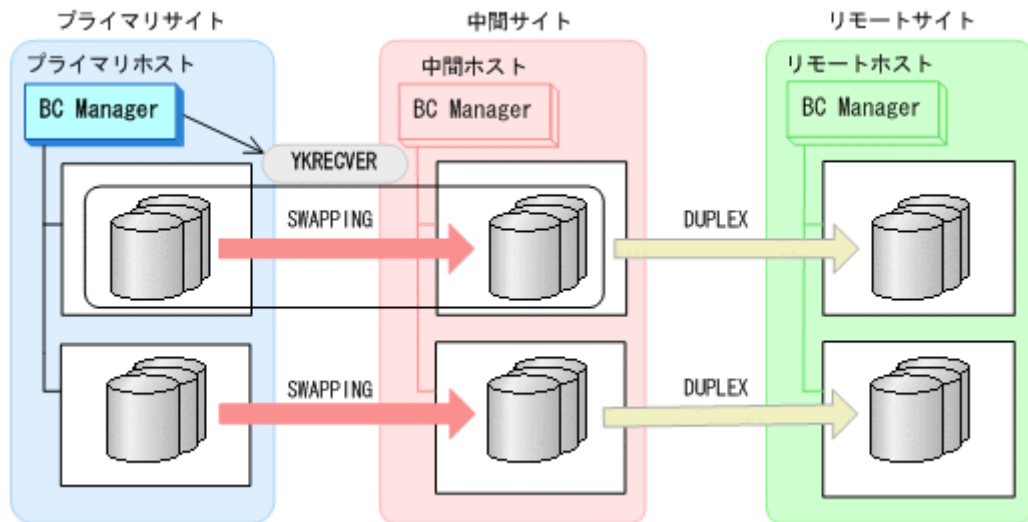 プライマリサイト
中間サイト
リモートサイト
プライマリホスト
中間ホスト
リモートホスト
BC Manager
BC Manager
BC Manager
YKRECVER
SWAPPING
DUPLEX
SWAPPING
DUPLEX